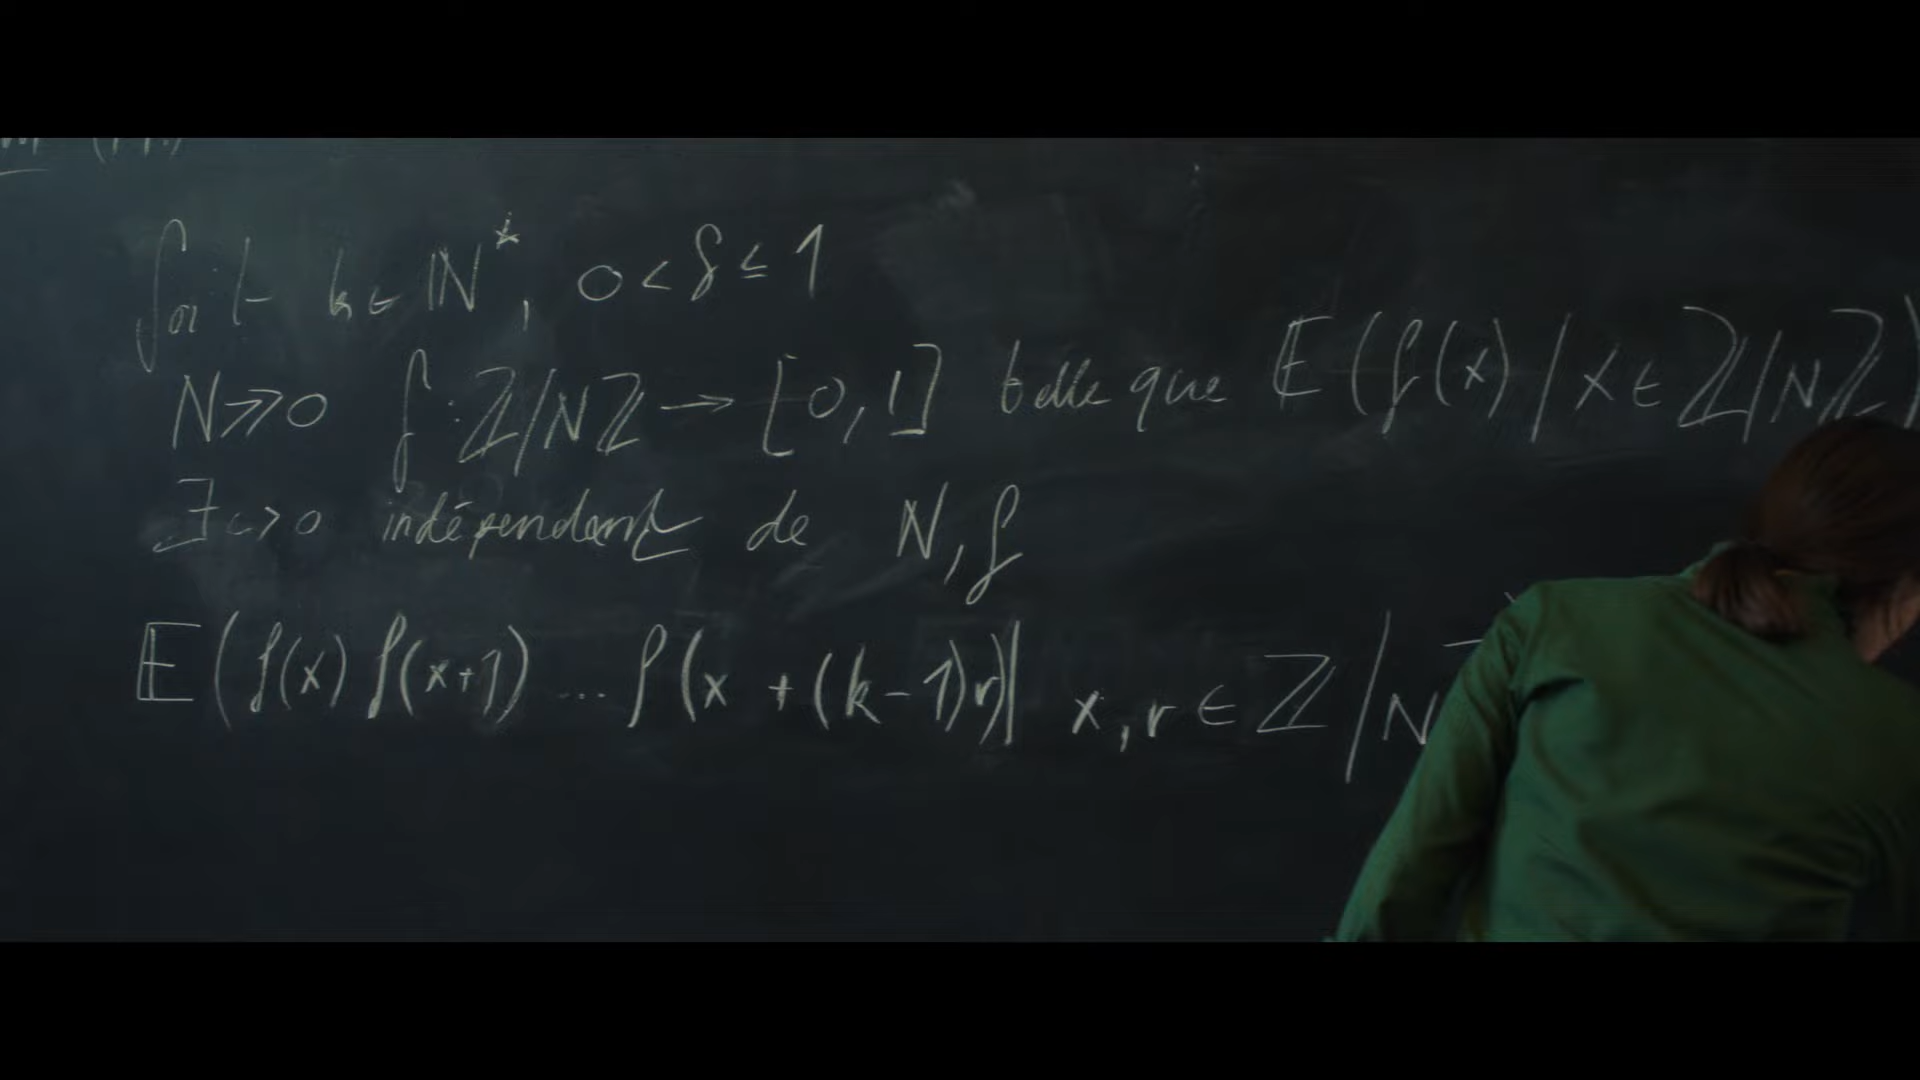 Soit k ∈ ℕ*, 0 < δ ≤ 1
N ≫ 0 f : ℤ/Nℤ → [0,1] telle que 𝔼(f(x) / x ∈ ℤ/Nℤ)
∃ c > 0 indépendant de N, f
𝔼(f(x) f(x+1) ... f(x + (k-1)r)| x, r ∈ ℤ/N